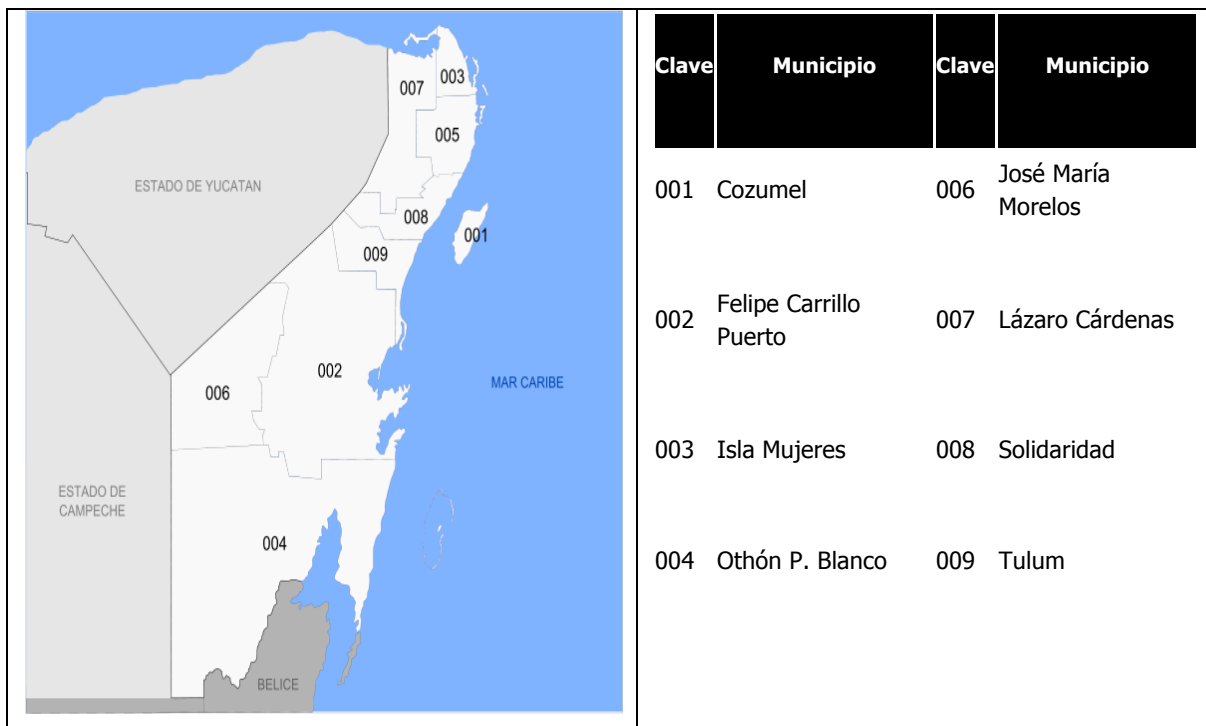 007
003
005
ESTADO DE YUCATAN
008
001
009
002
006
MAR CARIBE
ESTADO DE
CAMPECHE
004
BELICE
Clave Municipio Clave Municipio
001 Cozumel 006 José María
Morelos
002 Felipe Carrillo
Puerto 007 Lázaro Cárdenas
003 Isla Mujeres 008 Solidaridad
004 Othón P. Blanco 009 Tulum